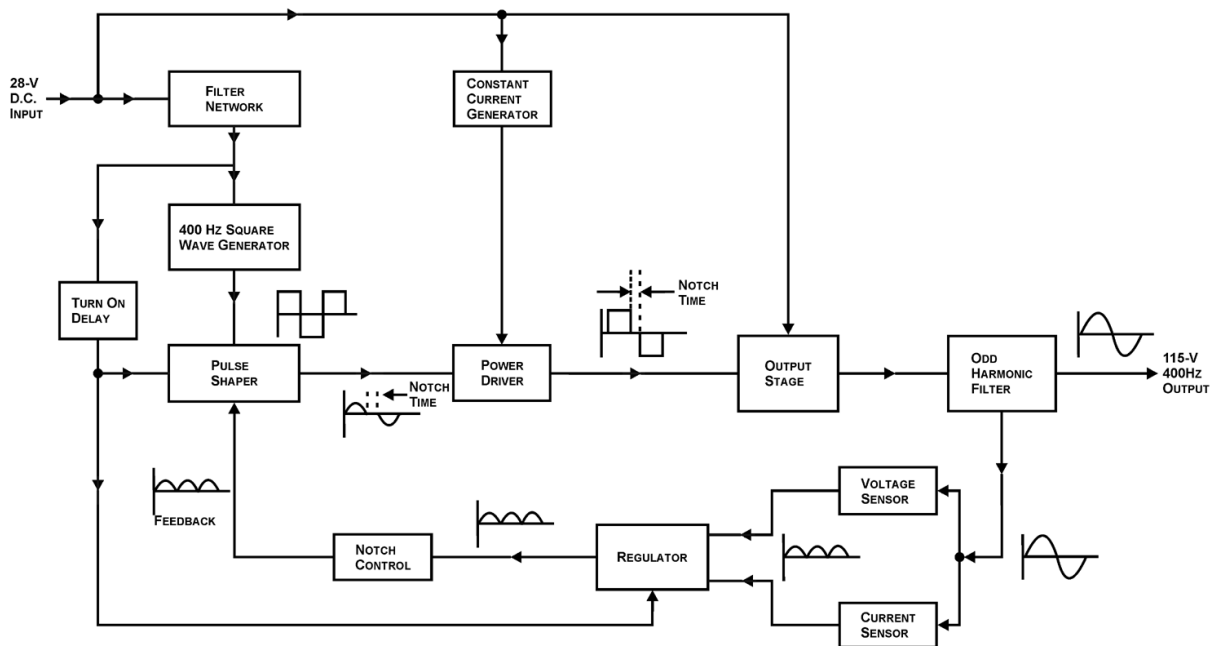 28-V
D.C.
INPUT
FILTER
NETWORK
CONSTANT
CURRENT
GENERATOR
400 HZ SQUARE
WAVE GENERATOR
TURN ON
DELAY
NOTCH
TIME
PULSE
SHAPER
POWER
DRIVER
OUTPUT
STAGE
ODD
HARMONIC
FILTER
115-V
400HZ
OUTPUT
NOTCH
TIME
VOLTAGE
SENSOR
FEEDBACK
NOTCH
CONTROL
REGULATOR
CURRENT
SENSOR